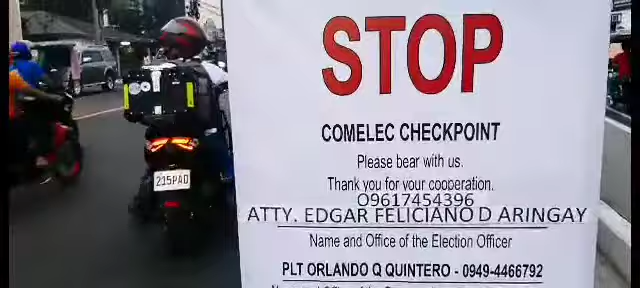 STOP
COMELEC CHECKPOINT
Please bear with us.
Thank you for your cooperation.
09617454396
ATTY. EDGAR FELICIANO D ARINGAY
Name and Office of the Election Officer
PLT ORLANDO Q QUINTERO - 0949-4466792
215PAD